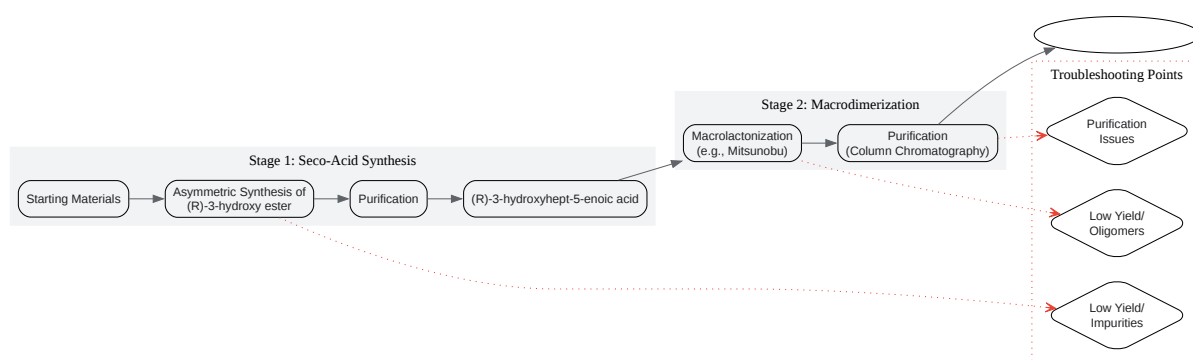 Stage 1: Seco-Acid Synthesis
Starting Materials
Asymmetric Synthesis of
(R)-3-hydroxy ester
Purification
(R)-3-hydroxyhept-5-enoic acid
Stage 2: Macrodimerization
Macrolactonization
(e.g., Mitsunobu)
Purification
(Column Chromatography)
Troubleshooting Points
Purification
Issues
Low Yield/
Oligomers
Low Yield/
Impurities